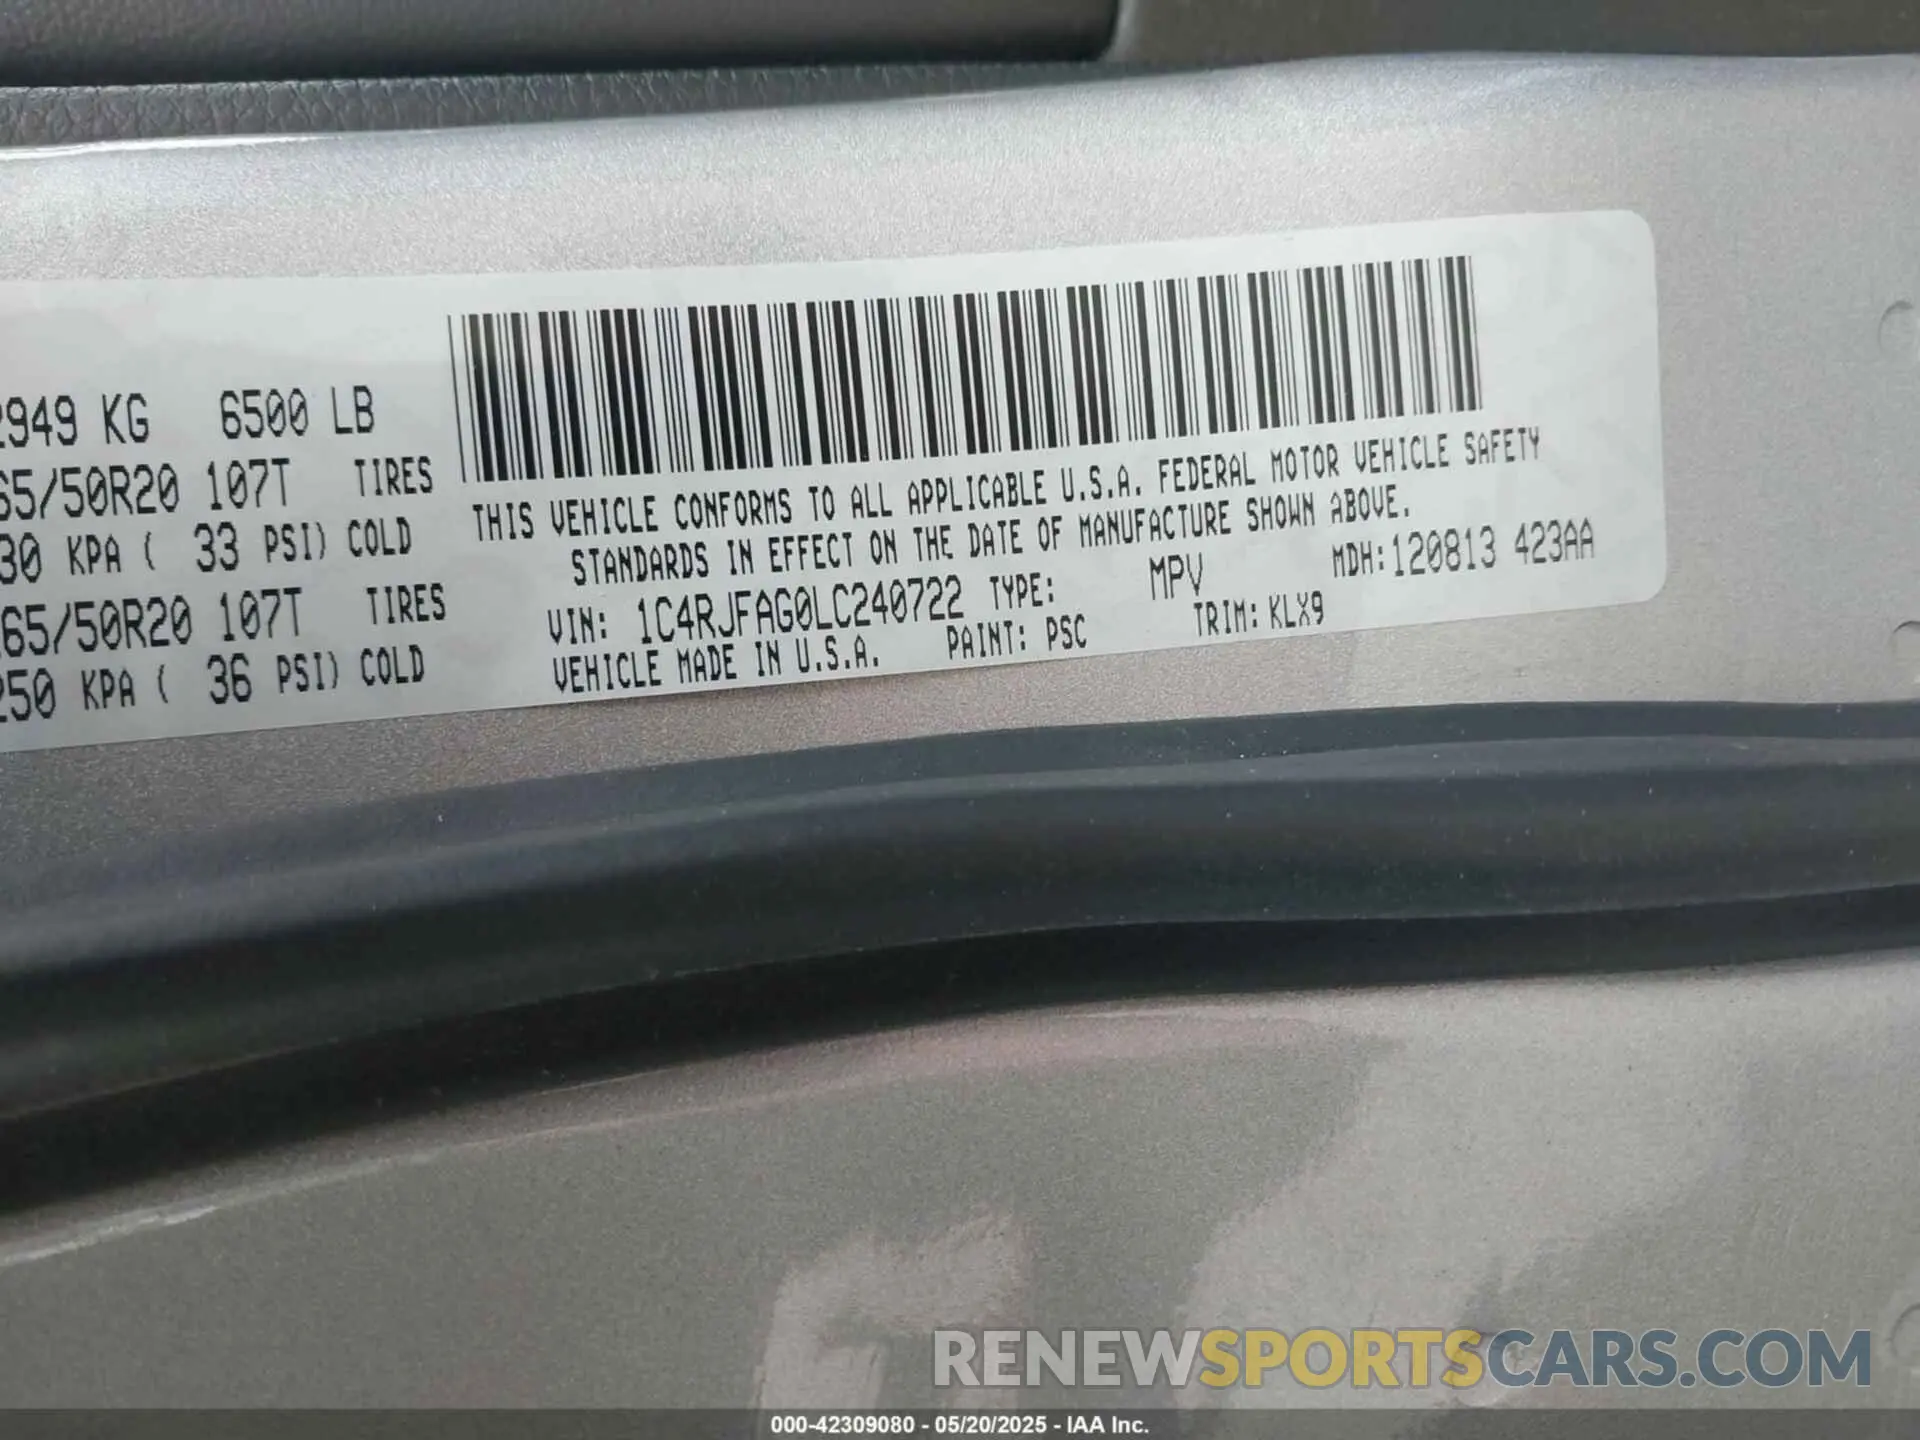 2949 KG 6500 LB
65/50R20 107T TIRES
30 KPA ( 33 PSI) COLD
65/50R20 107T TIRES
250 KPA ( 36 PSI) COLD
THIS VEHICLE CONFORMS TO ALL APPLICABLE U.S.A. FEDERAL MOTOR VEHICLE SAFETY
STANDARDS IN EFFECT ON THE DATE OF MANUFACTURE SHOWN ABOVE.
VIN: 1C4RJFAG0LC240722 TYPE: MPV MDH: 120813 423AA
VEHICLE MADE IN U.S.A. PAINT: PSC TRIM: KLX9
RENEWSPORTSCARS.COM
000-42309080 - 05/20/2025 - IAA Inc.